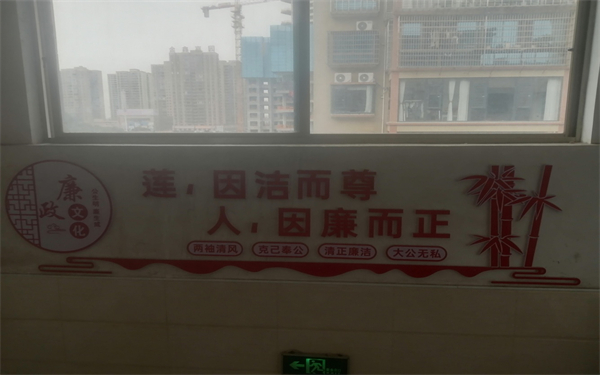 廉政
文化
莲，因洁而尊
人，因廉而正
两袖清风 克己奉公 清正廉洁 大公无私